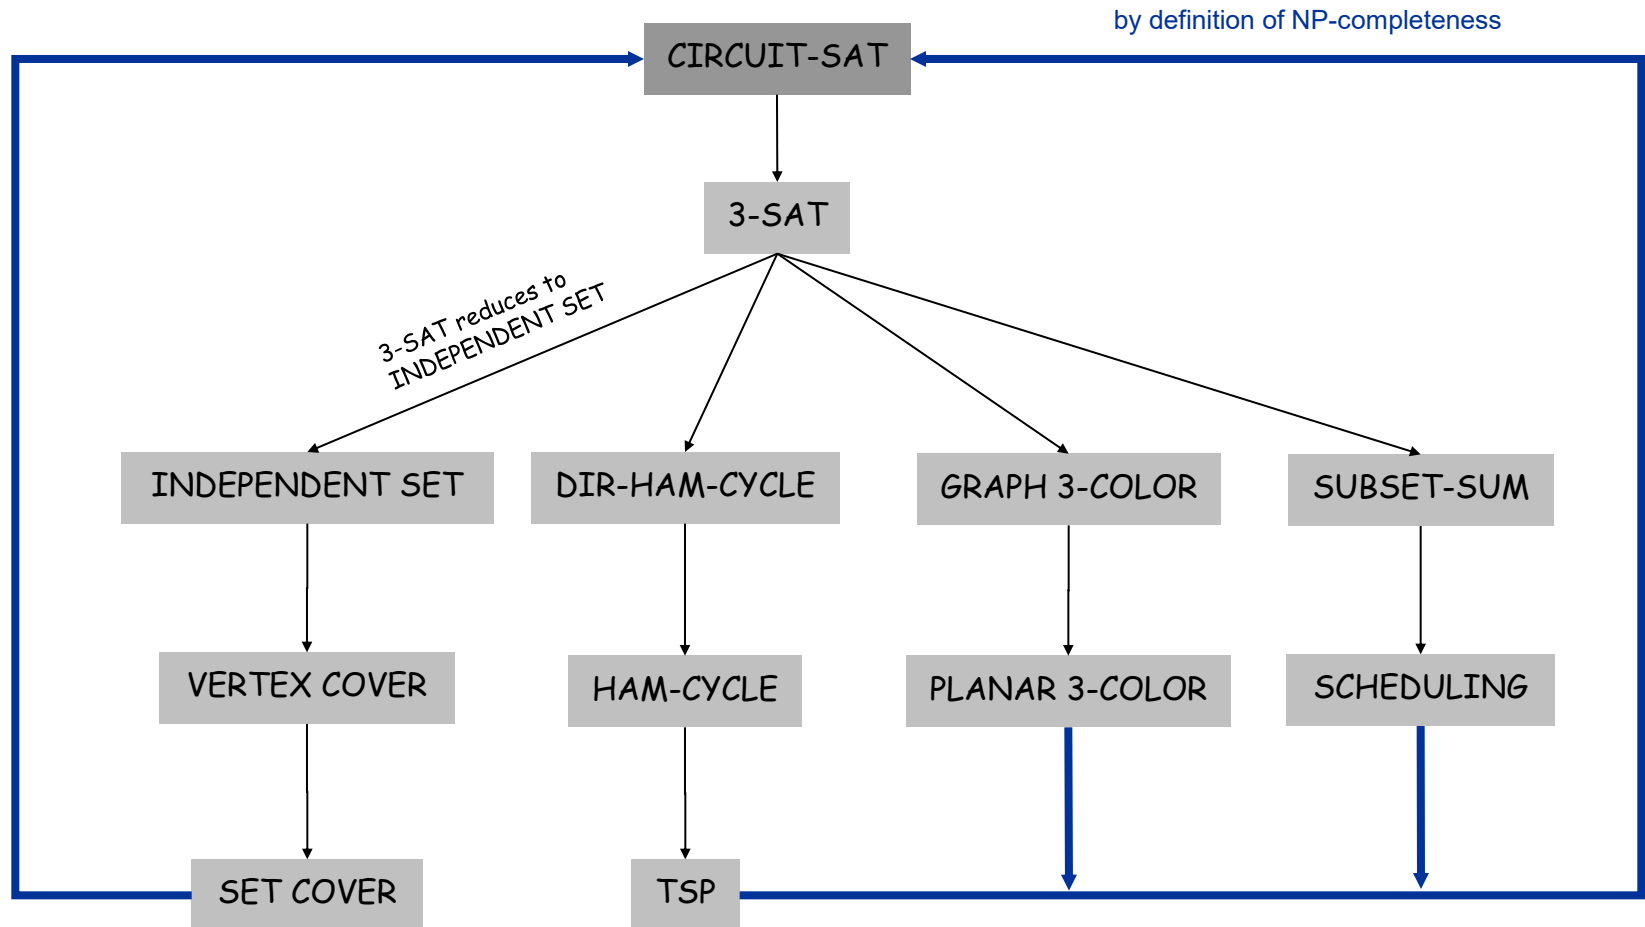 by definition of NP-completeness
CIRCUIT-SAT
3-SAT
3-SAT reduces to
INDEPENDENT SET
INDEPENDENT SET
DIR-HAM-CYCLE
GRAPH 3-COLOR
SUBSET-SUM
VERTEX COVER
HAM-CYCLE
PLANAR 3-COLOR
SCHEDULING
SET COVER
TSP